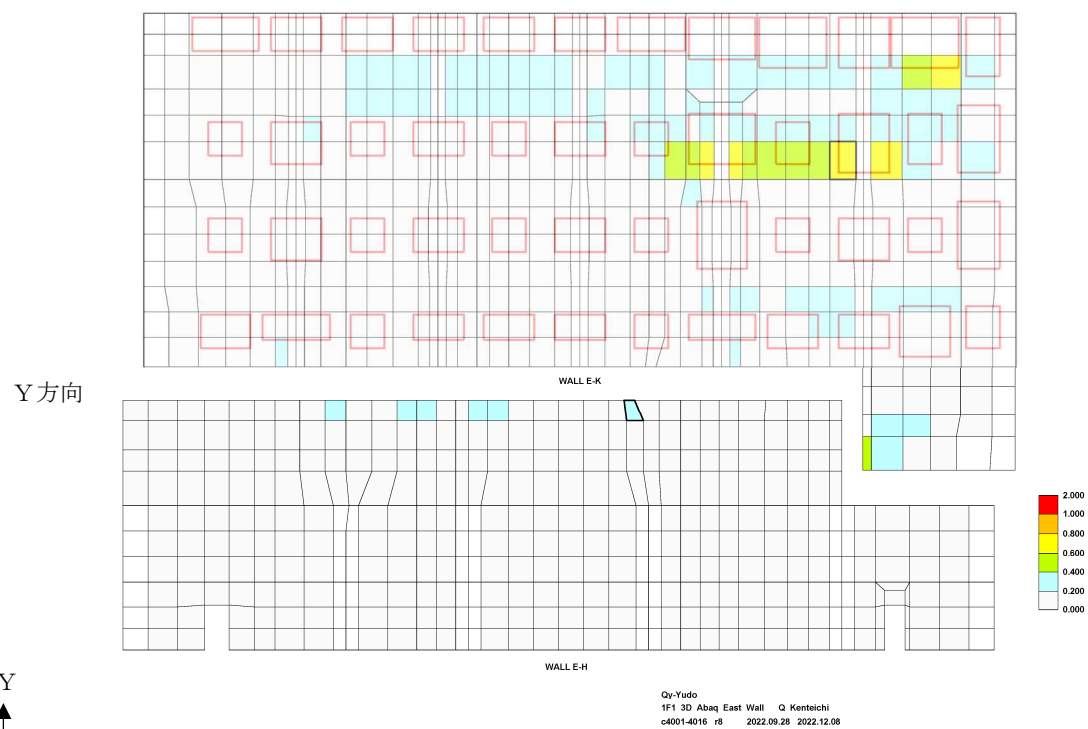 WALL E-K
Y方向
2.000
1.000
0.800
0.600
0.400
0.200
0.000
WALL E-H
Y
Qy-Yudo
1F1 3D Abaq East Wall Q Kenteichi
c4001-4016 r8 2022.09.28 2022.12.08